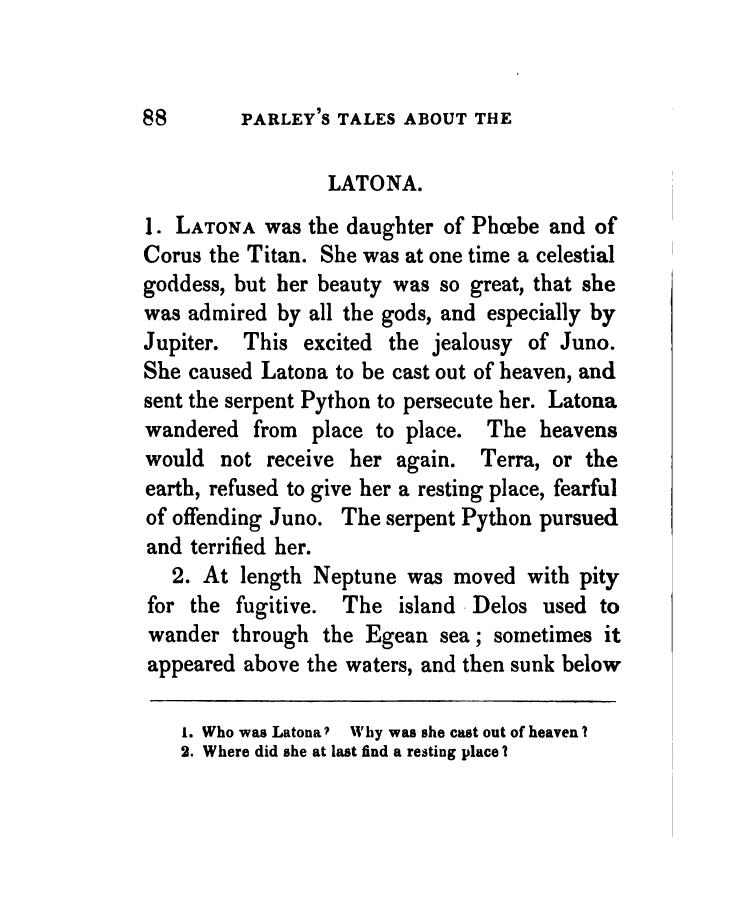 88 PARLEY'S TALES ABOUT THE
LATONA.
1. LATONA was the daughter of Phœbe and of
Corus the Titan. She was at one time a celestial
goddess, but her beauty was so great, that she
was admired by all the gods, and especially by
Jupiter. This excited the jealousy of Juno.
She caused Latona to be cast out of heaven, and
sent the serpent Python to persecute her. Latona
wandered from place to place. The heavens
would not receive her again. Terra, or the
earth, refused to give her a resting place, fearful
of offending Juno. The serpent Python pursued
and terrified her.
2. At length Neptune was moved with pity
for the fugitive. The island Delos used to
wander through the Egean sea; sometimes it
appeared above the waters, and then sunk below
1. Who was Latona? Why was she cast out of heaven?
2. Where did she at last find a resting place?